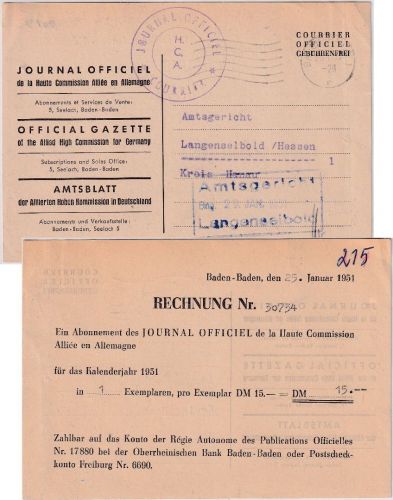 JOURNAL OFFICIEL
H.
C.
A.
COURRIER
COURRIER
OFFICIEL
GEBÜHRENFREI
JOURNAL OFFICIEL
de la Haute Commission Alliée en Allemagne
Abonnements et Services de Vente:
5, Seelach, Baden-Baden
OFFICIAL GAZETTE
of the Allied High Commission for Germany
Subscriptions and Sales Office:
5, Seelach, Baden-Baden
AMTSBLATT
der Alliierten Hohen Kommission in Deutschland
Abonnements und Verkaufsstelle:
Baden-Baden, Seelach 5
Amtsgericht
Langenselbold /Hessen
1
Kreis Hanau
Amtsgericht
Eing. 29. JAN.
Langenselbold
215
Baden-Baden, den 25. Januar 1951
RECHNUNG Nr. 30734
Ein Abonnement des JOURNAL OFFICIEL de la Haute Commission
Alliée en Allemagne
für das Kalenderjahr 1951
in 1 Exemplaren, pro Exemplar DM 15.— = DM 15.--
Zahlbar auf das Konto der Régie Autonome des Publications Officielles
Nr. 17880 bei der Oberrheinischen Bank Baden-Baden oder Postscheck-
konto Freiburg Nr. 6690.